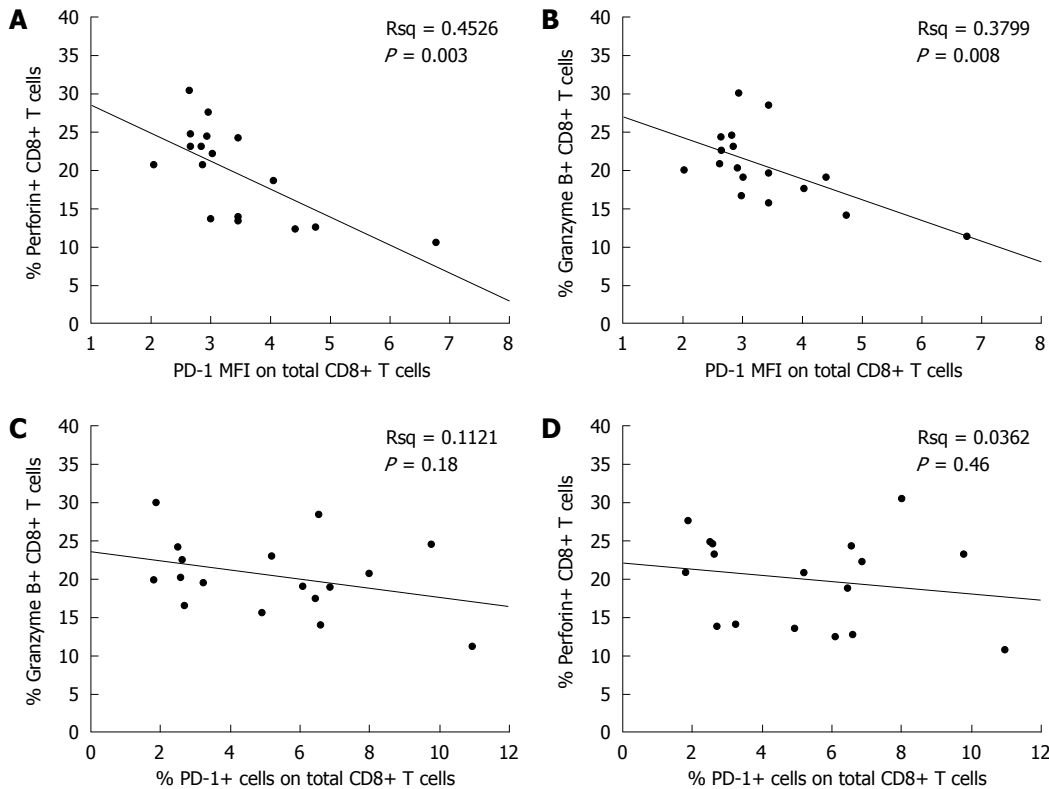 A
Rsq = 0.4526
P = 0.003
% Perforin+ CD8+ T cells
40
35
30
25
20
15
10
5
0
1 2 3 4 5 6 7 8
PD-1 MFI on total CD8+ T cells
B
Rsq = 0.3799
P = 0.008
% Granzyme B+ CD8+ T cells
40
35
30
25
20
15
10
5
0
1 2 3 4 5 6 7 8
PD-1 MFI on total CD8+ T cells
C
Rsq = 0.1121
P = 0.18
% Granzyme B+ CD8+ T cells
40
35
30
25
20
15
10
5
0
0 2 4 6 8 10 12
% PD-1+ cells on total CD8+ T cells
D
Rsq = 0.0362
P = 0.46
% Perforin+ CD8+ T cells
40
35
30
25
20
15
10
5
0
0 2 4 6 8 10 12
% PD-1+ cells on total CD8+ T cells